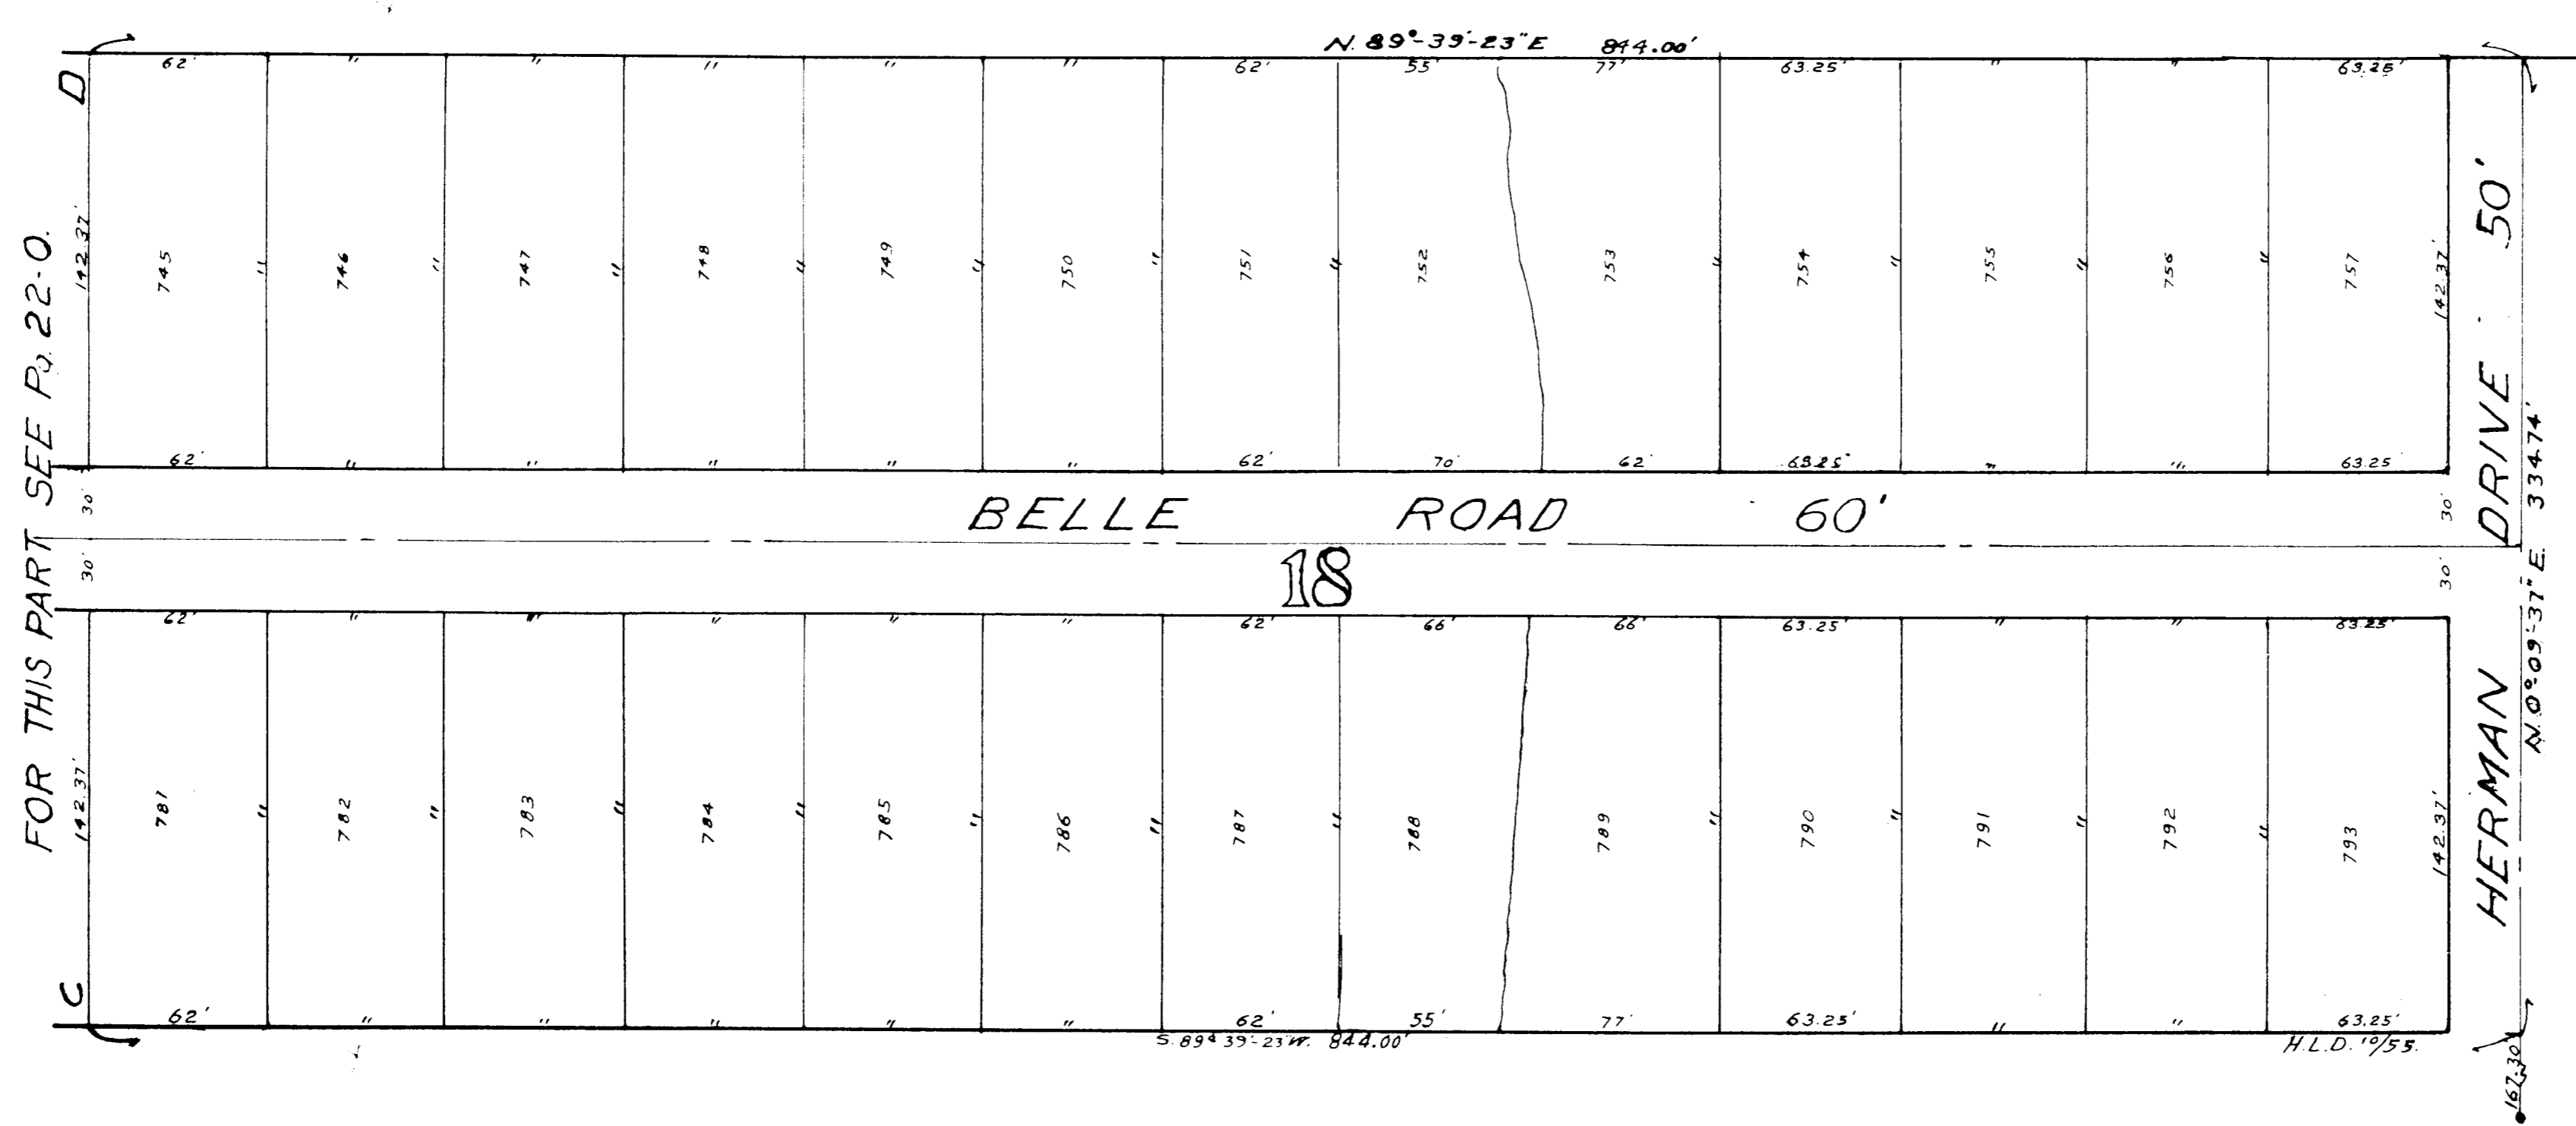 N. 89°-39'-23"E 844.00'
D 62' " " " " " 62' 55' 77' 63.25' " " 63.25'
142.37' 745 " 746 " 747 " 748 " 749 " 750 " 751 " 752 753 " 754 " 755 " 756 " 757 142.37'
62' " " " " " 62' 70' 62' 63.25' " " 63.25
FOR THIS PART SEE Pg. 22-O.
30' BELLE ROAD 60' 30'
30' 18 30'
HERMAN DRIVE 50'
N. 0°-09'-37" E. 334.74'
62' " " " " " 62' 66' 66' 63.25' " " 63.25'
142.37' 781 " 782 " 783 " 784 " 785 " 786 " 787 " 788 789 " 790 " 791 " 792 " 793 142.37'
C 62' " " " " " 62' 55' 77' 63.25' " " 63.25'
S. 89° 39'-23"W. 844.00'
H.L.D. 10/55.
167.30'